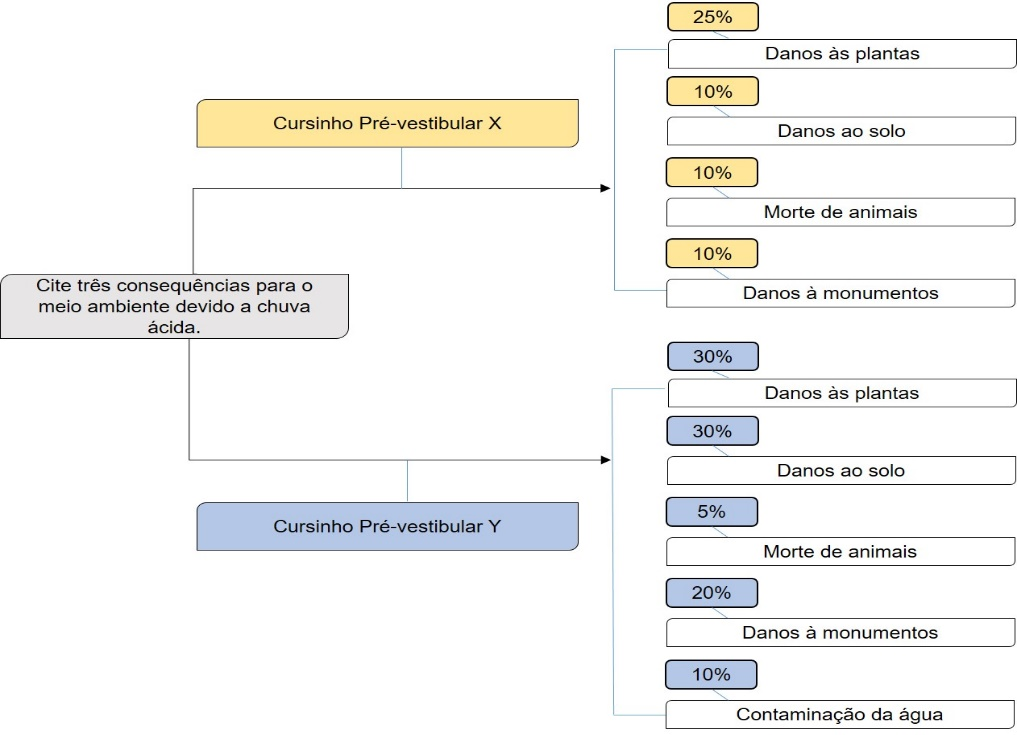 25%
Danos às plantas
10%
Danos ao solo
10%
Morte de animais
10%
Danos à monumentos
Cursinho Pré-vestibular X
Cite três consequências para o
meio ambiente devido a chuva
ácida.
Cursinho Pré-vestibular Y
30%
Danos às plantas
30%
Danos ao solo
5%
Morte de animais
20%
Danos à monumentos
10%
Contaminação da água